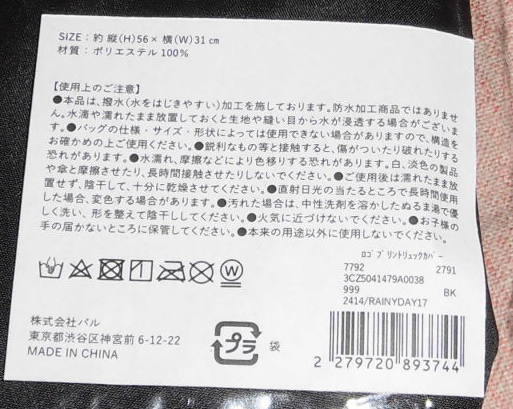 SIZE：約 縦(H)56× 横(W)31㎝
材質：ポリエステル100%
【使用上のご注意】
●本品は、撥水(水をはじきやすい)加工を施しております。防水加工商品ではありませ
ん。水滴や濡れたまま放置しておくと生地や縫い目から水が浸透する場合がございま
す。●バッグの仕様・サイズ・形状によっては使用できない場合がありますので、構造を
お確かめの上ご使用ください。●鋭利なもの等と接触すると、傷がついたり破れたりする
恐れがあります。●水濡れ、摩擦などにより色移りする恐れがあります。白、淡色の製品
や傘と摩擦させたり、長時間接触させたりしないでください。●ご使用後は濡れたまま放
置せず、陰干して、十分に乾燥させてください。●直射日光の当たるところで長時間使用
した場合、変色する場合があります。●汚れた場合は、中性洗剤を溶かしたぬるま湯で優
しく洗い、形を整えて陰干ししてください。●火気に近づけないでください。●お子様の
手の届かないところに保管してください。●本来の用途以外に使用しないでください。
W
ロゴプリントリュックカバー
7792 2791
3CZ5041479A0038
999 BK
2414/RAINYDAY17
株式会社パル
東京都渋谷区神宮前 6-12-22
MADE IN CHINA
プラ 袋
2 279720 893744